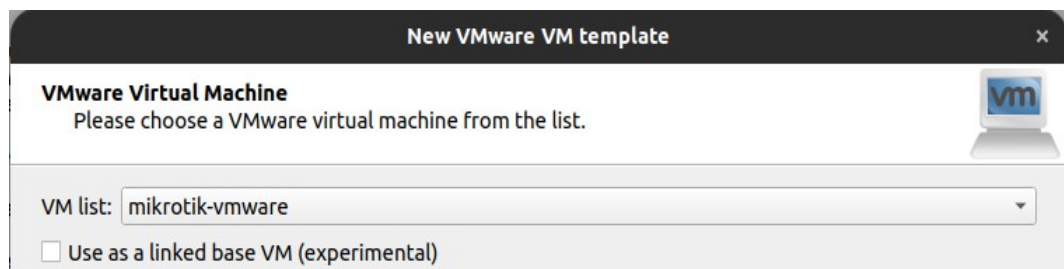 New VMware VM template
×
VMware Virtual Machine
Please choose a VMware virtual machine from the list.
vm
VM list: mikrotik-vmware
Use as a linked base VM (experimental)